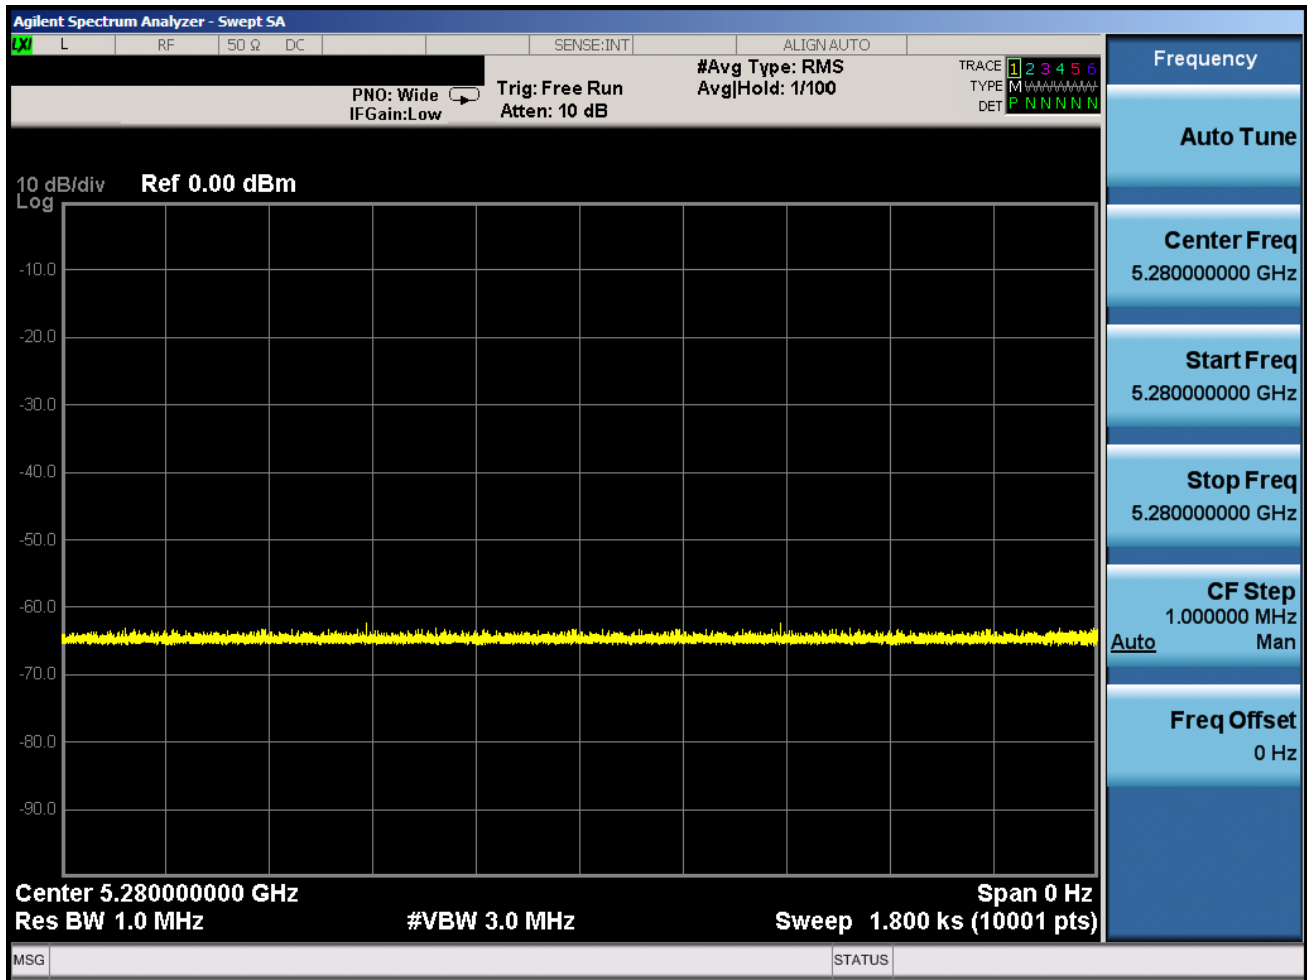 Agilent Spectrum Analyzer - Swept SA
LXI L RF 50 Ω DC SENSE:INT ALIGN AUTO
#Avg Type: RMS
Avg|Hold: 1/100
PNO: Wide
IFGain:Low
Trig: Free Run
Atten: 10 dB
TRACE 1 2 3 4 5 6
TYPE M
DET P N N N N N
10 dB/div
Log
Ref 0.00 dBm
-10.0
-20.0
-30.0
-40.0
-50.0
-60.0
-70.0
-80.0
-90.0
Center 5.280000000 GHz
Span 0 Hz
Res BW 1.0 MHz
#VBW 3.0 MHz
Sweep 1.800 ks (10001 pts)
MSG
STATUS
Frequency
Auto Tune
Center Freq
5.280000000 GHz
Start Freq
5.280000000 GHz
Stop Freq
5.280000000 GHz
CF Step
1.000000 MHz
Auto Man
Freq Offset
0 Hz